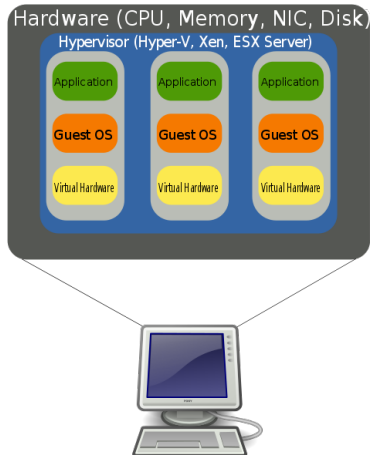 Hardware (CPU, Memory, NIC, Disk)
Hypervisor (Hyper-V, Xen, ESX Server)
Application Application Application
Guest OS Guest OS Guest OS
Virtual Hardware Virtual Hardware Virtual Hardware